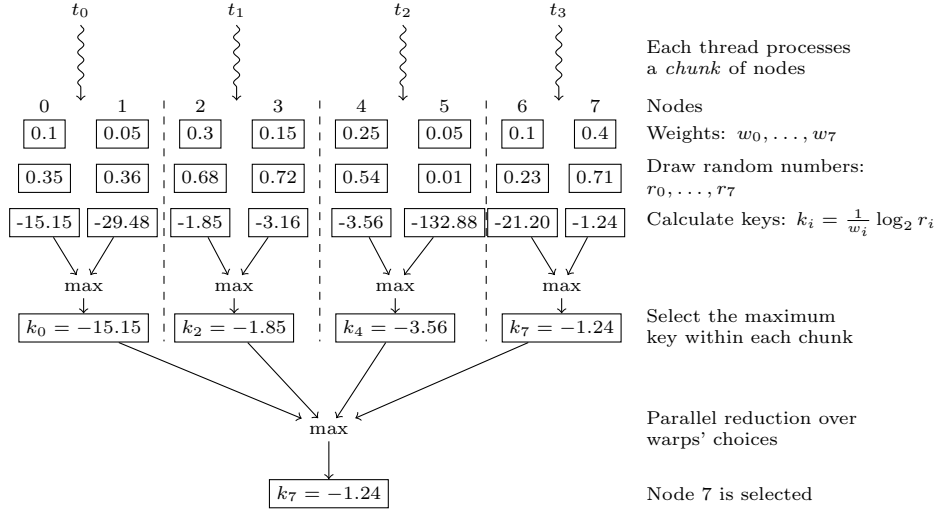 t₀ t₁ t₂ t₃
Each thread processes
a chunk of nodes
0 1 2 3 4 5 6 7 Nodes
0.1 0.05 0.3 0.15 0.25 0.05 0.1 0.4 Weights: w₀, . . . , w₇
Draw random numbers:
0.35 0.36 0.68 0.72 0.54 0.01 0.23 0.71
r₀, . . . , r₇
-15.15 -29.48 -1.85 -3.16 -3.56 -132.88 -21.20 -1.24 Calculate keys: kᵢ = 1/wᵢ log₂ rᵢ
max max max max
k₀ = −15.15 k₂ = −1.85 k₄ = −3.56 k₇ = −1.24
Select the maximum
key within each chunk
max
Parallel reduction over
warps' choices
k₇ = −1.24 Node 7 is selected